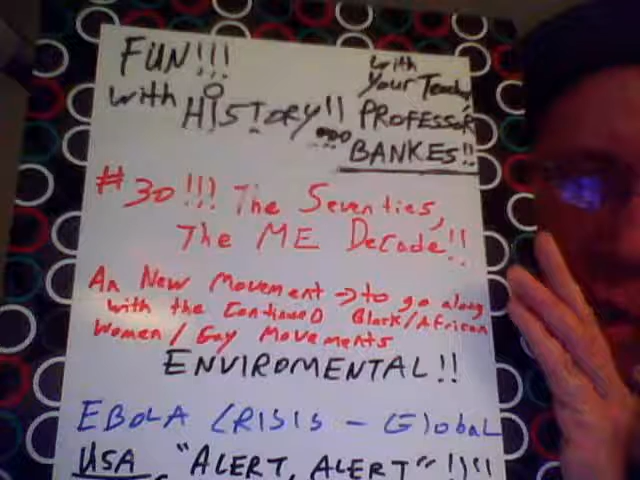 FUN!!!
with HISTORY!!
with
Your Teacher,
PROFESSOR
BANKES!!
#30!!! The Seventies,
The ME Decade!!
An New Movement → to go along
with the Continued Black/African
Women/Gay Movements
ENVIROMENTAL!!
EBOLA CRISIS - Global
USA, "ALERT, ALERT"!)!!